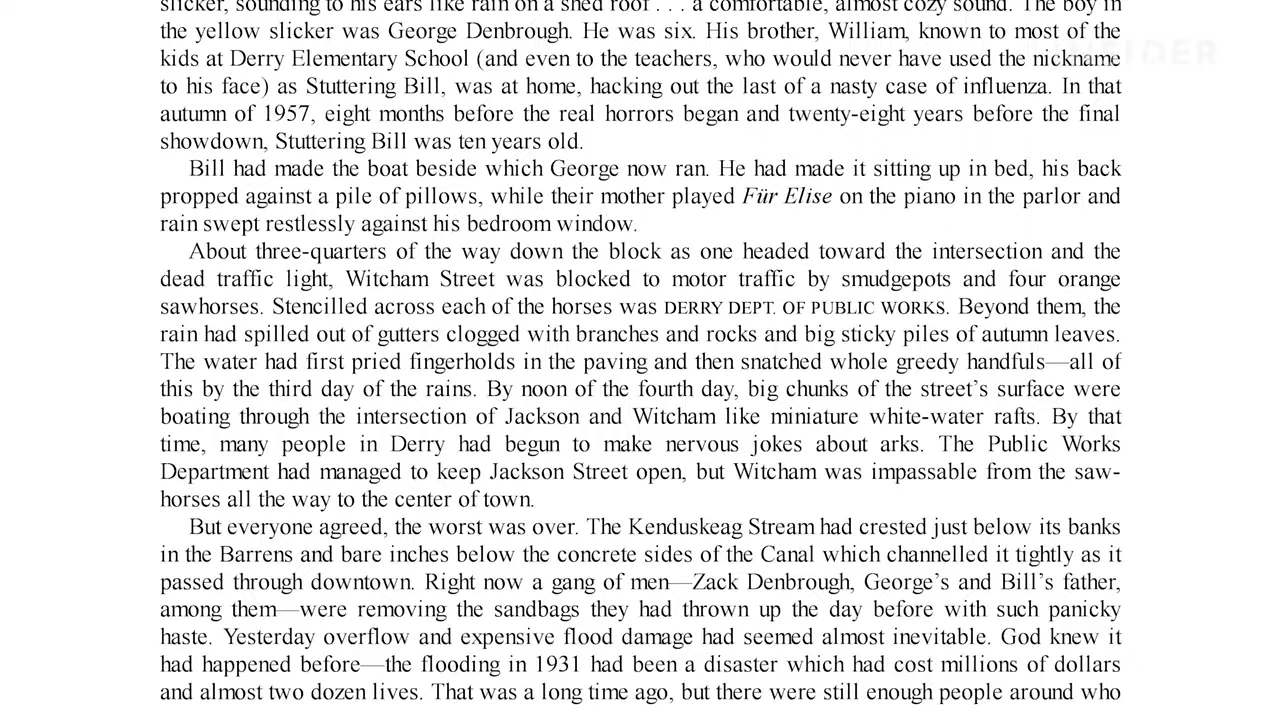 slicker, sounding to his ears like rain on a shed roof . . . a comfortable, almost cozy sound. The boy in
the yellow slicker was George Denbrough. He was six. His brother, William, known to most of the
kids at Derry Elementary School (and even to the teachers, who would never have used the nickname
to his face) as Stuttering Bill, was at home, hacking out the last of a nasty case of influenza. In that
autumn of 1957, eight months before the real horrors began and twenty-eight years before the final
showdown, Stuttering Bill was ten years old.
Bill had made the boat beside which George now ran. He had made it sitting up in bed, his back
propped against a pile of pillows, while their mother played Für Elise on the piano in the parlor and
rain swept restlessly against his bedroom window.
About three-quarters of the way down the block as one headed toward the intersection and the
dead traffic light, Witcham Street was blocked to motor traffic by smudgepots and four orange
sawhorses. Stencilled across each of the horses was DERRY DEPT. OF PUBLIC WORKS. Beyond them, the
rain had spilled out of gutters clogged with branches and rocks and big sticky piles of autumn leaves.
The water had first pried fingerholds in the paving and then snatched whole greedy handfuls—all of
this by the third day of the rains. By noon of the fourth day, big chunks of the street's surface were
boating through the intersection of Jackson and Witcham like miniature white-water rafts. By that
time, many people in Derry had begun to make nervous jokes about arks. The Public Works
Department had managed to keep Jackson Street open, but Witcham was impassable from the saw-
horses all the way to the center of town.
But everyone agreed, the worst was over. The Kenduskeag Stream had crested just below its banks
in the Barrens and bare inches below the concrete sides of the Canal which channelled it tightly as it
passed through downtown. Right now a gang of men—Zack Denbrough, George's and Bill's father,
among them—were removing the sandbags they had thrown up the day before with such panicky
haste. Yesterday overflow and expensive flood damage had seemed almost inevitable. God knew it
had happened before—the flooding in 1931 had been a disaster which had cost millions of dollars
and almost two dozen lives. That was a long time ago, but there were still enough people around who